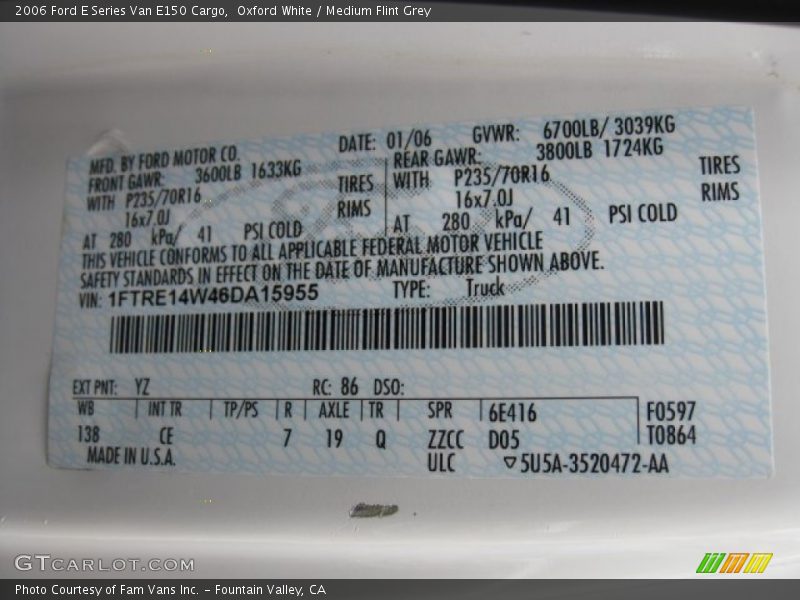 2006 Ford E Series Van E150 Cargo,  Oxford White / Medium Flint Grey
MFD. BY FORD MOTOR CO.
DATE: 01/06
GVWR: 6700LB/ 3039KG
FRONT GAWR: 3600LB 1633KG
REAR GAWR: 3800LB 1724KG
WITH P235/70R16 TIRES
WITH P235/70R16 TIRES
16x7.0J RIMS
16x7.0J RIMS
AT 280 kPa/ 41 PSI COLD
AT 280 kPa/ 41 PSI COLD
THIS VEHICLE CONFORMS TO ALL APPLICABLE FEDERAL MOTOR VEHICLE
SAFETY STANDARDS IN EFFECT ON THE DATE OF MANUFACTURE SHOWN ABOVE.
VIN: 1FTRE14W46DA15955 TYPE: Truck
EXT PNT: YZ RC: 86 DSO:
WB | INT TR | TP/PS | R | AXLE | TR | SPR | 6E416 F0597
138 CE 7 19 Q ZZCC D05 T0864
MADE IN U.S.A. ULC ▽5U5A-3520472-AA
GTCARLOT.COM
Photo Courtesy of Fam Vans Inc. - Fountain Valley, CA